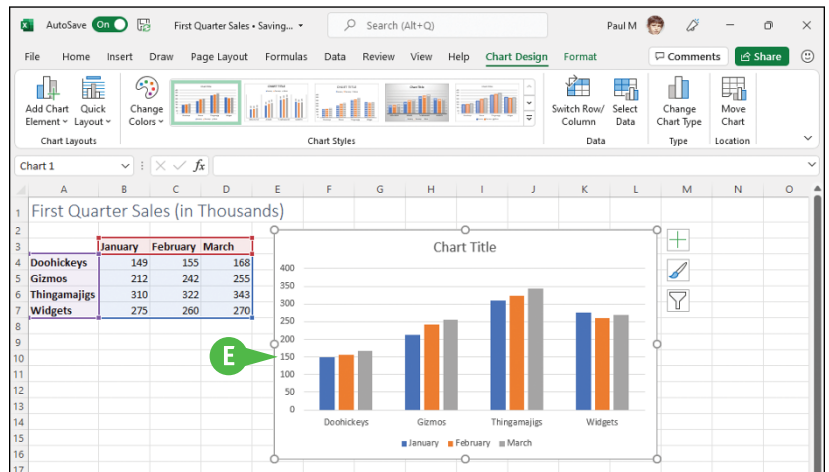 AutoSave On First Quarter Sales • Saving... Search (Alt+Q) Paul M
File Home Insert Draw Page Layout Formulas Data Review View Help Chart Design Format Comments Share
Add Chart Element Quick Layout Change Colors Switch Row/ Column Select Data Change Chart Type Move Chart
Chart Layouts Chart Styles Data Type Location
Chart 1 fx
A B C D E F G H I J K L M N O
1 First Quarter Sales (in Thousands)
2
3 January February March
4 Doohickeys 149 155 168
5 Gizmos 212 242 255
6 Thingamajigs 310 322 343
7 Widgets 275 260 270
8
9
10
11
12
13
14
15
16
17
Chart Title
400
350
300
250
200
150
100
50
0
Doohickeys Gizmos Thingamajigs Widgets
January February March
E